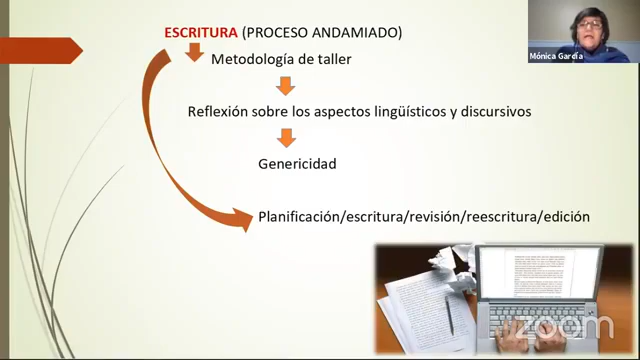 ESCRITURA (PROCESO ANDAMIADO)
Metodología de taller
Reflexión sobre los aspectos lingüísticos y discursivos
Genericidad
Planificación/escritura/revisión/reescritura/edición
Mónica García
zoom